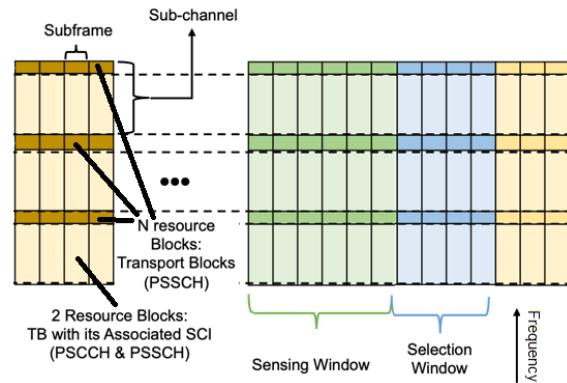 Sub-channel
Subframe
N resource
Blocks:
Transport Blocks
(PSSCH)
2 Resource Blocks:
TB with its Associated SCI
(PSCCH & PSSCH)
Sensing Window
Selection
Window
Frequency